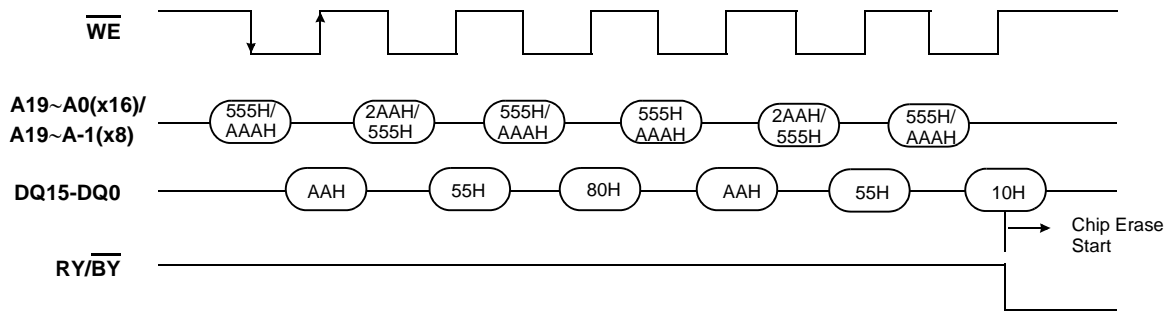 WE
A19~A0(x16)/
A19~A-1(x8)
555H/
AAAH
2AAH/
555H
555H/
AAAH
555H
AAAH
2AAH/
555H
555H/
AAAH
DQ15-DQ0
AAH
55H
80H
AAH
55H
10H
Chip Erase
Start
RY/BY